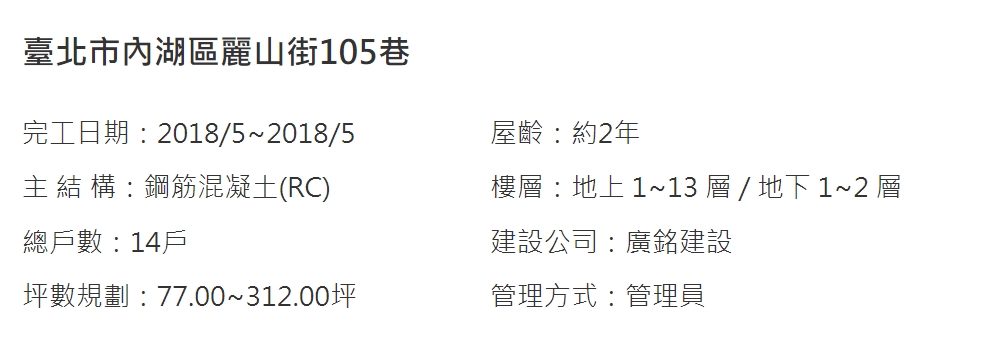 臺北市內湖區麗山街105巷
完工日期：2018/5~2018/5 屋齡：約2年
主 結 構：鋼筋混凝土(RC) 樓層：地上 1~13 層 / 地下 1~2 層
總戶數：14戶 建設公司：廣銘建設
坪數規劃：77.00~312.00坪 管理方式：管理員